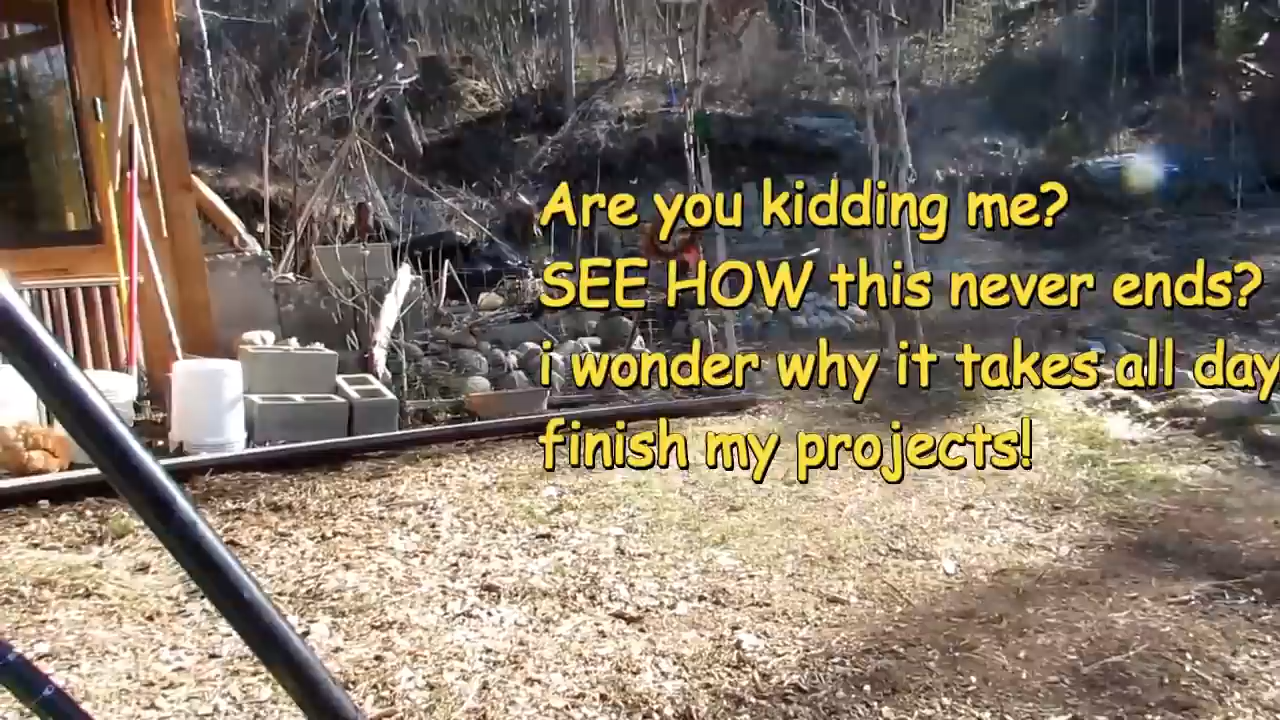 Are you kidding me?
SEE HOW this never ends?
i wonder why it takes all day
finish my projects!